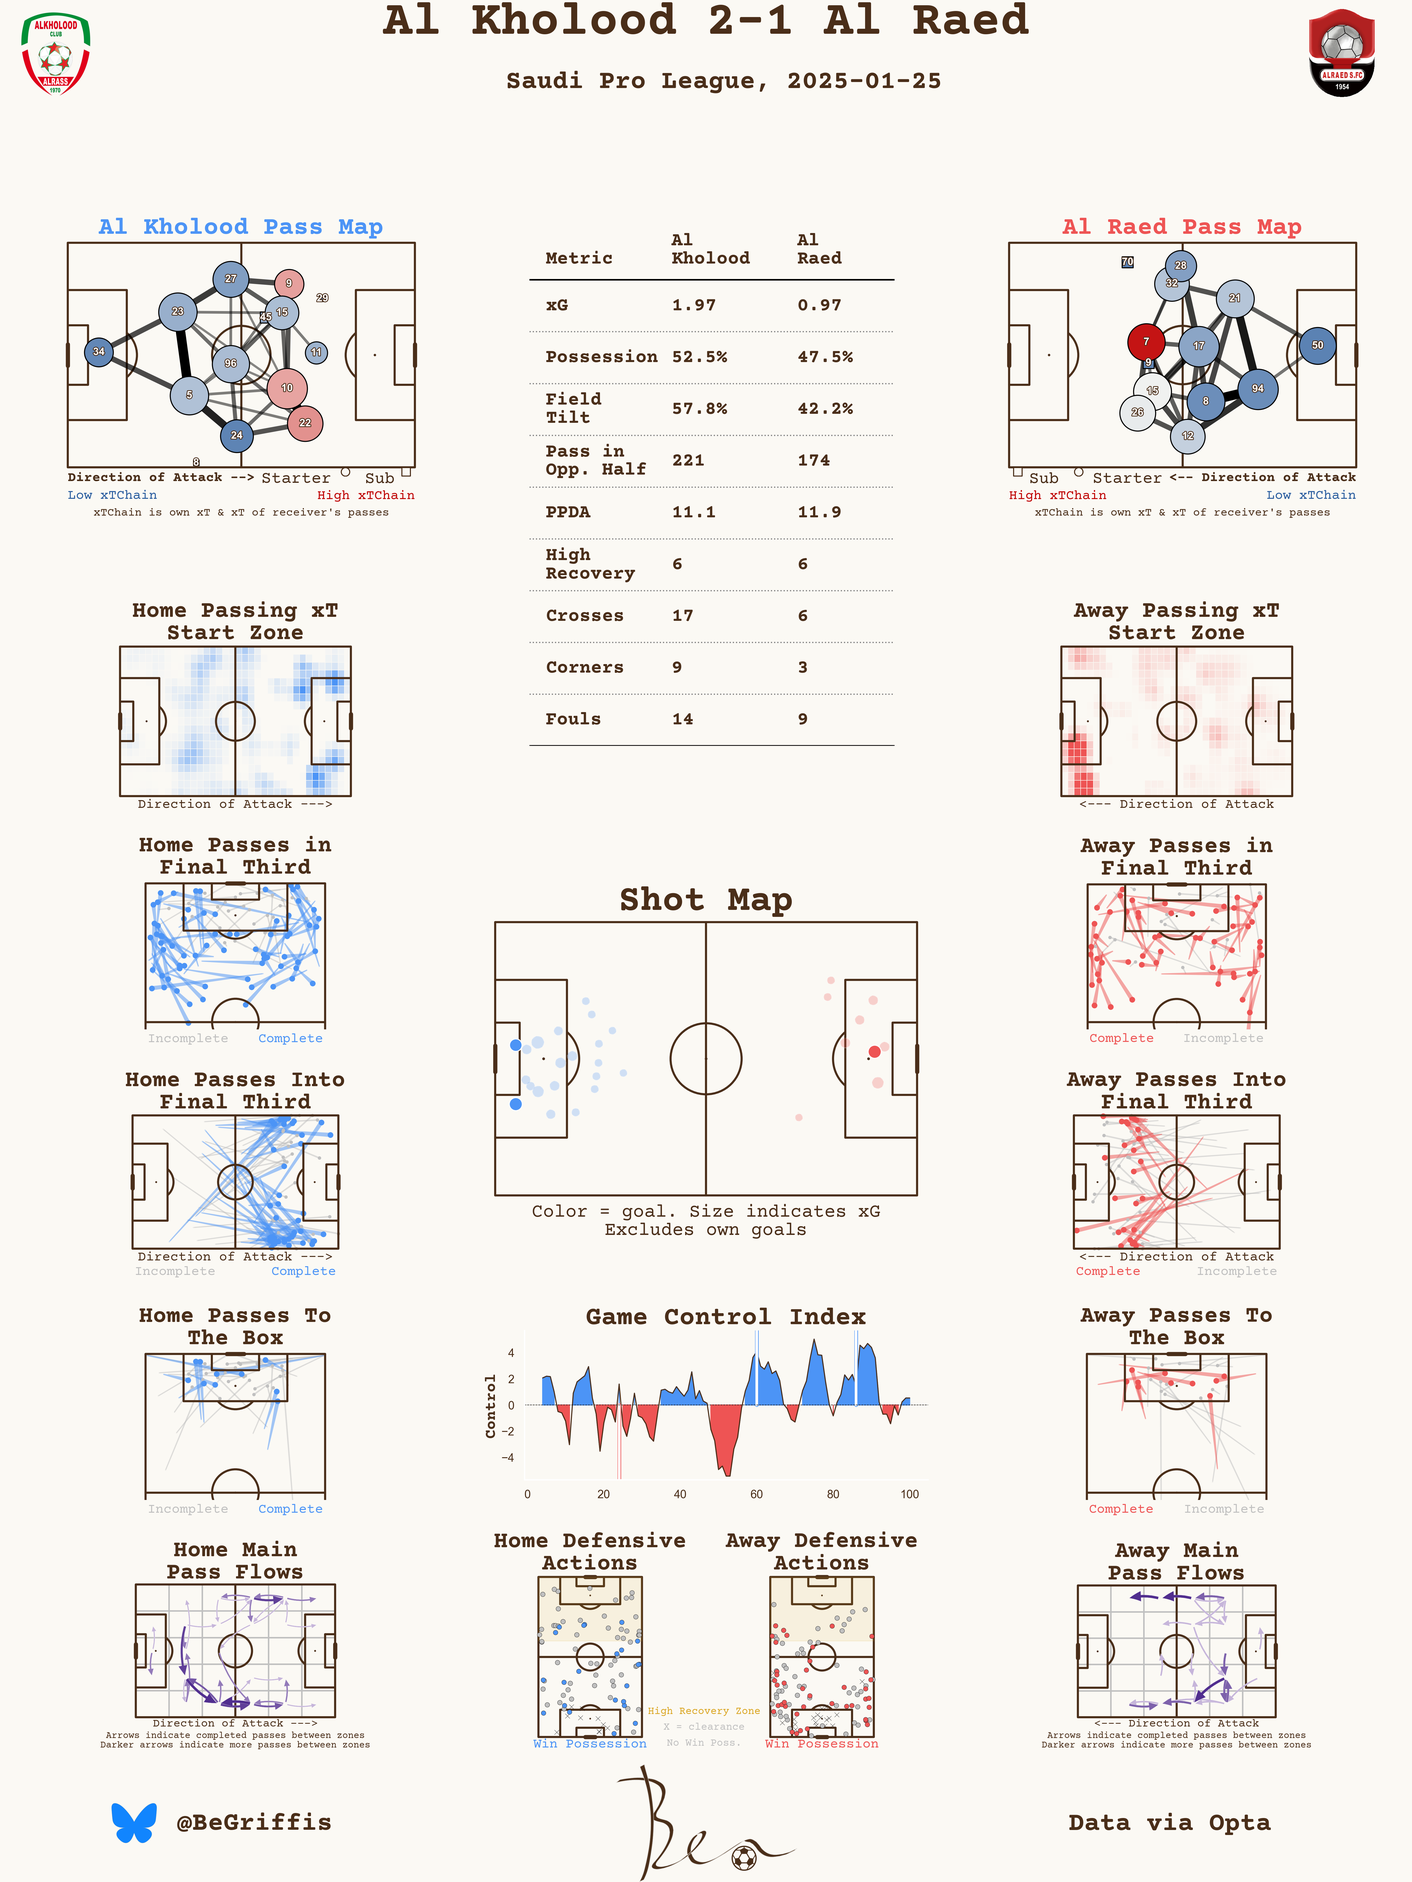 Al Kholood 2-1 Al Raed
Saudi Pro League, 2025-01-25
ALKHOLOOD
CLUB
ALRASS
1970
ALRAED S.FC
1954
Al Kholood Pass Map
34
23
5
27
96
24
9
15
45
10
22
11
29
8
Direction of Attack --> Starter Sub
Low xTChain High xTChain
xTChain is own xT & xT of receiver's passes
Metric Al Kholood Al Raed
xG 1.97 0.97
Possession 52.5% 47.5%
Field Tilt 57.8% 42.2%
Pass in Opp. Half 221 174
PPDA 11.1 11.9
High Recovery 6 6
Crosses 17 6
Corners 9 3
Fouls 14 9
Al Raed Pass Map
70
28
32
21
7
9
17
50
15
26
8
94
12
Sub Starter <-- Direction of Attack
High xTChain Low xTChain
xTChain is own xT & xT of receiver's passes
Home Passing xT
Start Zone
Direction of Attack --->
Away Passing xT
Start Zone
<--- Direction of Attack
Home Passes in
Final Third
Incomplete Complete
Away Passes in
Final Third
Complete Incomplete
Shot Map
Color = goal. Size indicates xG
Excludes own goals
Home Passes Into
Final Third
Direction of Attack --->
Incomplete Complete
Away Passes Into
Final Third
<--- Direction of Attack
Complete Incomplete
Home Passes To
The Box
Incomplete Complete
Game Control Index
Control
4
2
0
−2
−4
0 20 40 60 80 100
Away Passes To
The Box
Complete Incomplete
Home Main
Pass Flows
Direction of Attack --->
Arrows indicate completed passes between zones
Darker arrows indicate more passes between zones
Home Defensive
Actions
Win Possession
Away Defensive
Actions
Win Possession
High Recovery Zone
X = clearance
No Win Poss.
Away Main
Pass Flows
<--- Direction of Attack
Arrows indicate completed passes between zones
Darker arrows indicate more passes between zones
@BeGriffis
Ben
Data via Opta